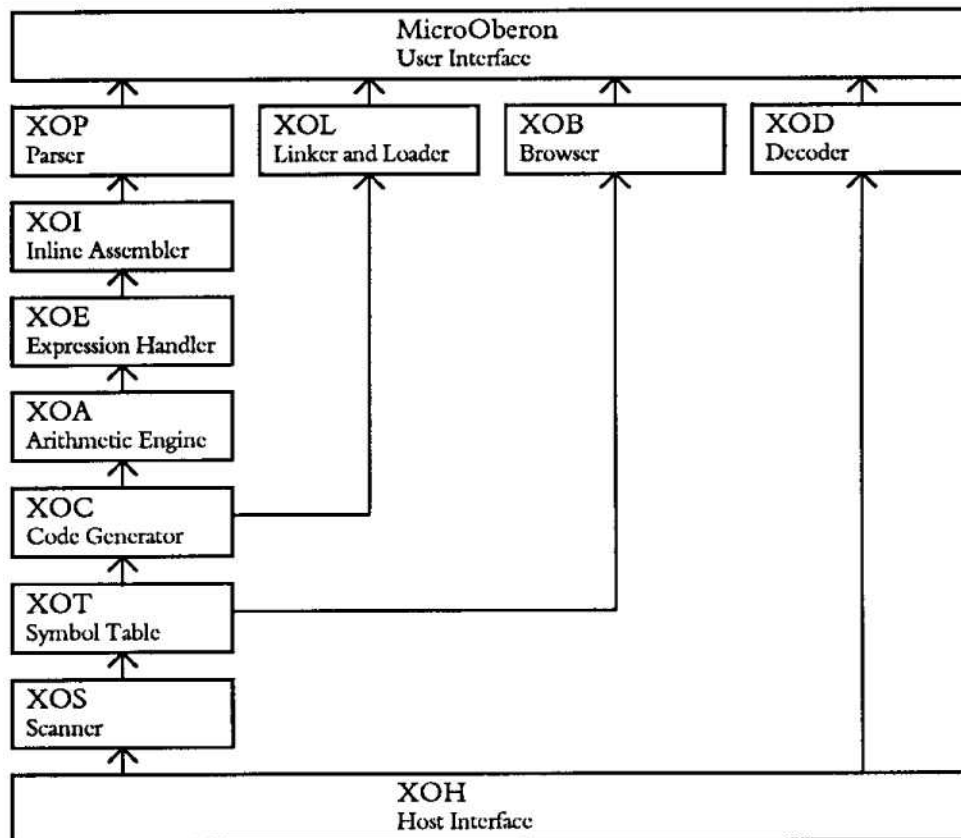 MicroOberon
User Interface
XOP
Parser
XOL
Linker and Loader
XOB
Browser
XOD
Decoder
XOI
Inline Assembler
XOE
Expression Handler
XOA
Arithmetic Engine
XOC
Code Generator
XOT
Symbol Table
XOS
Scanner
XOH
Host Interface